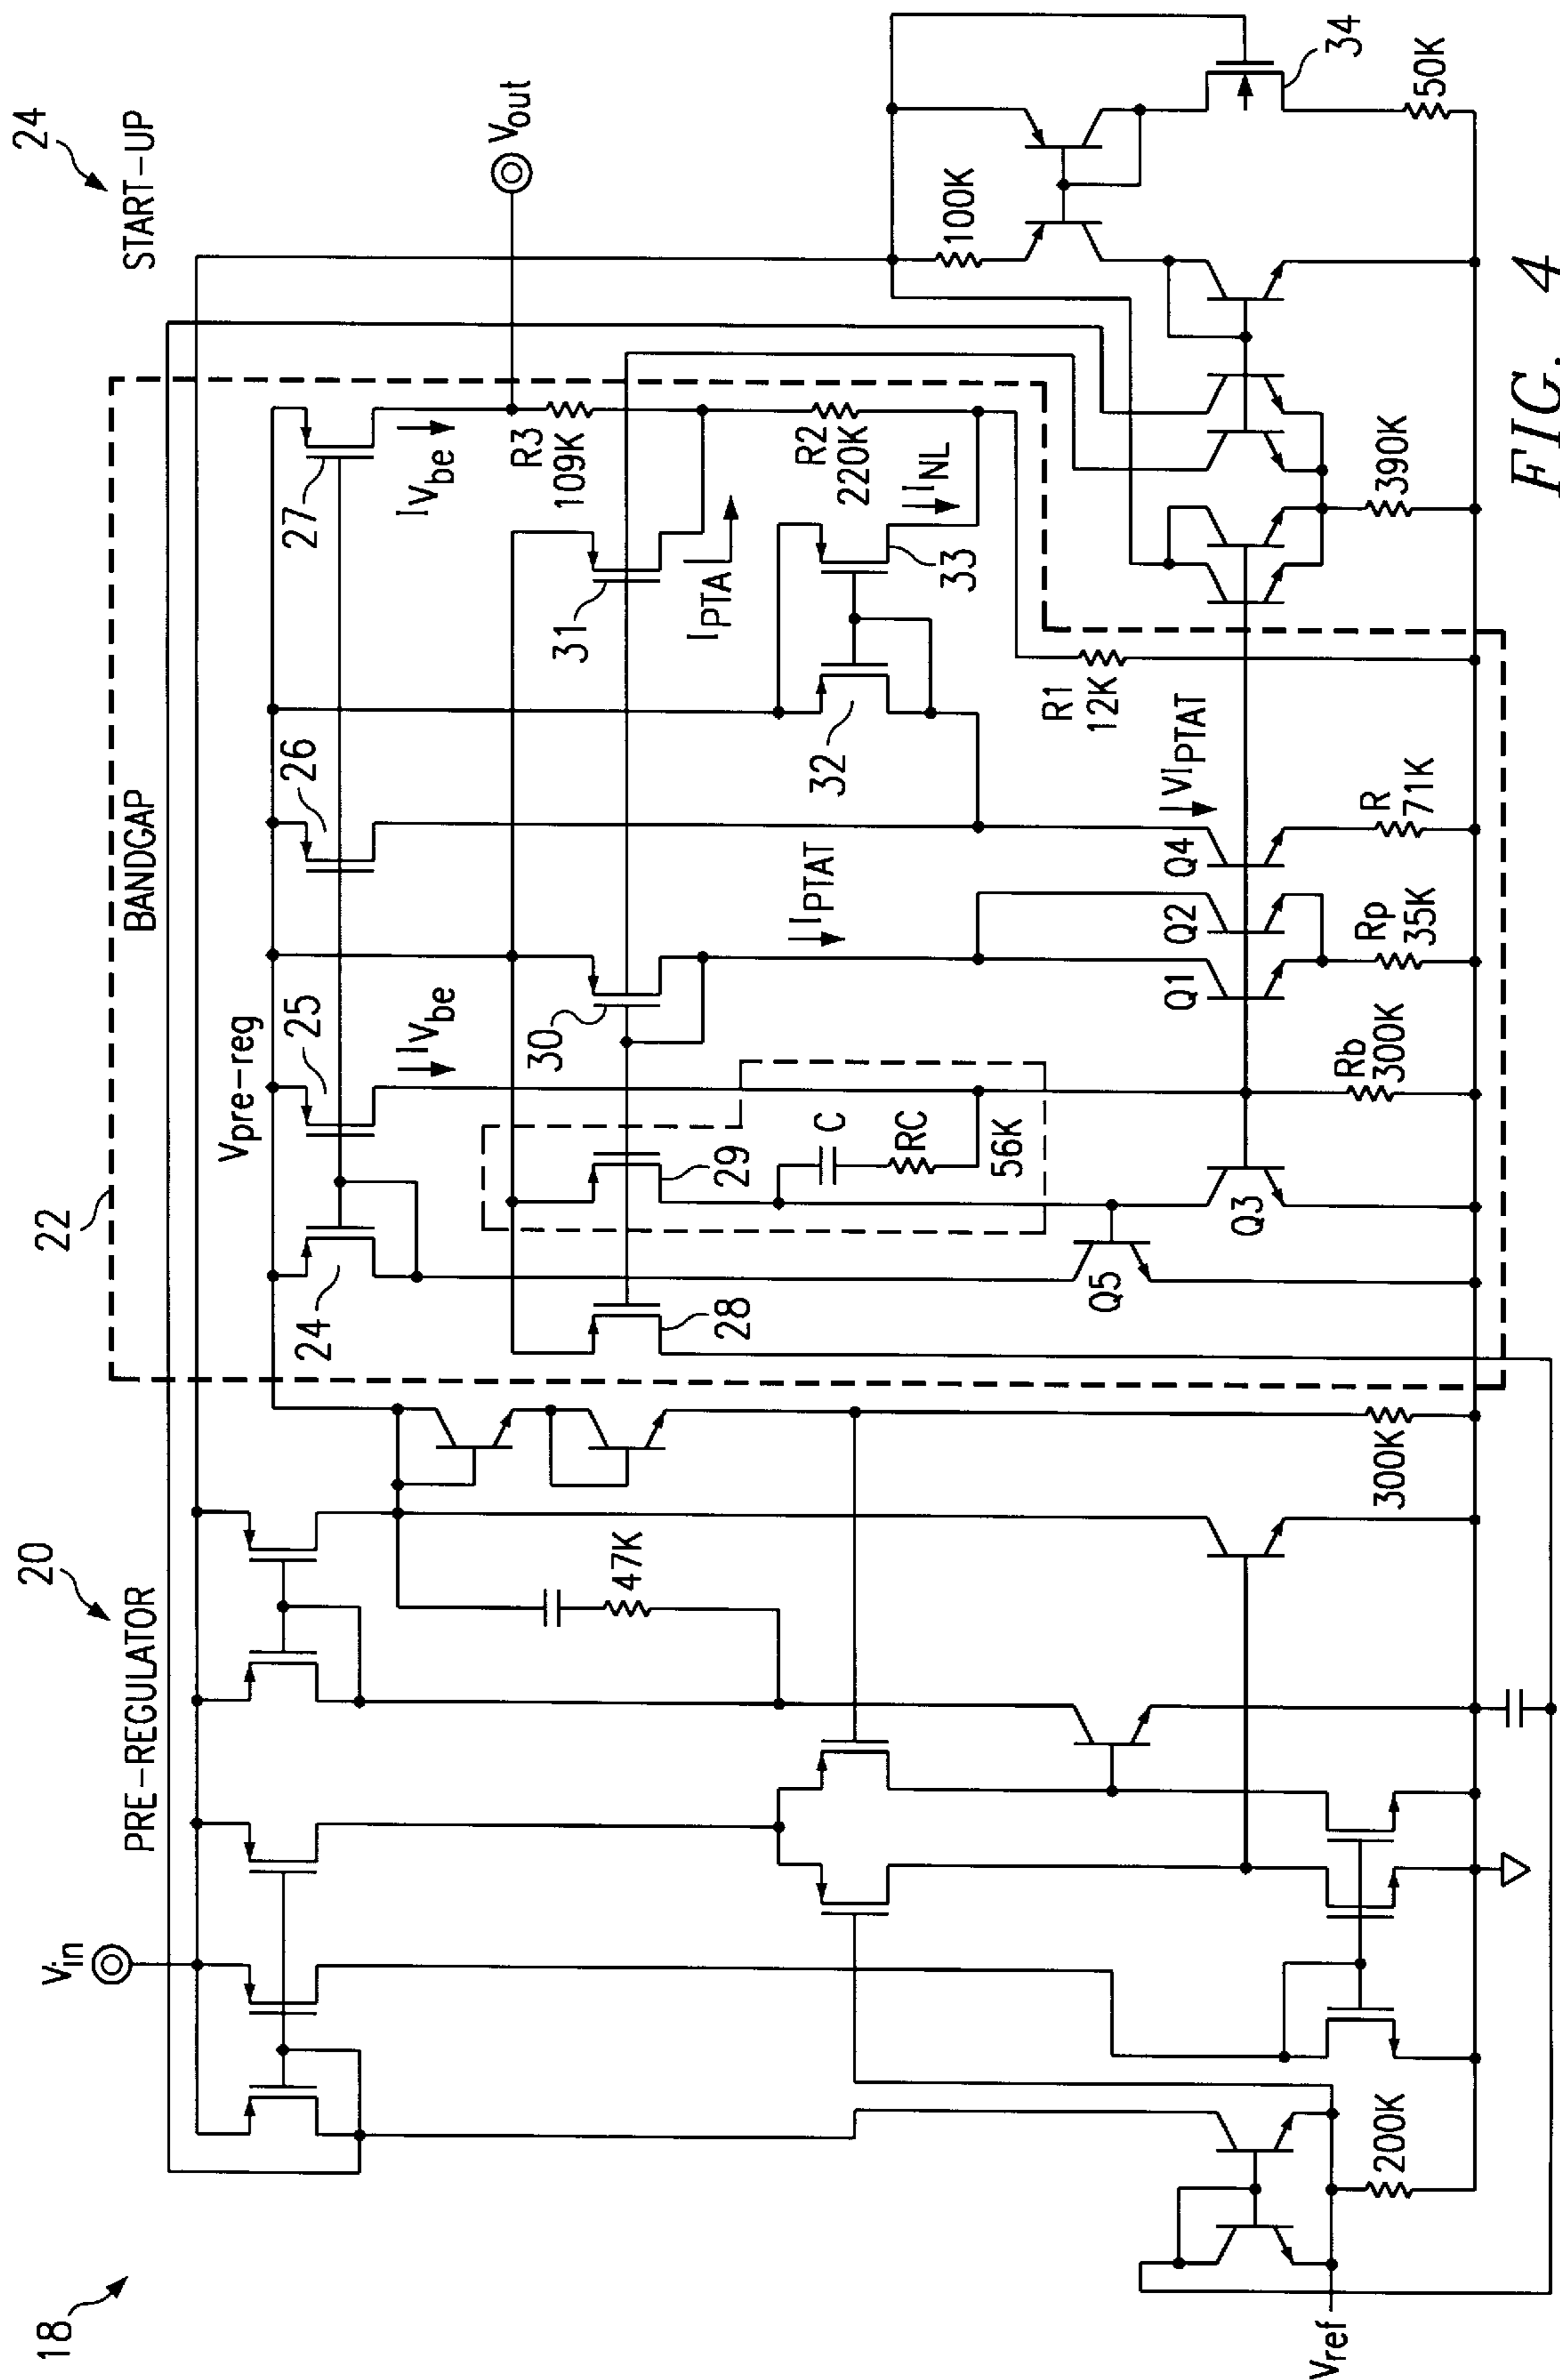 18
PRE-REGULATOR
20
22
BANDGAP
24
START-UP
Vin
Vpre-reg
24
25
26
27
IVbe
IVbe
Vout
R3
109K
47K
28
29
30
31
IPTA
IPTAT
C
RC
56K
32
33
R2
220K
INL
Q5
VIPTAT
R1
12K
100K
Q3
Q1
Q2
Q4
34
Rb
300K
Rp
35K
R
71K
390K
50K
Vref
200K
300K
FIG. 4